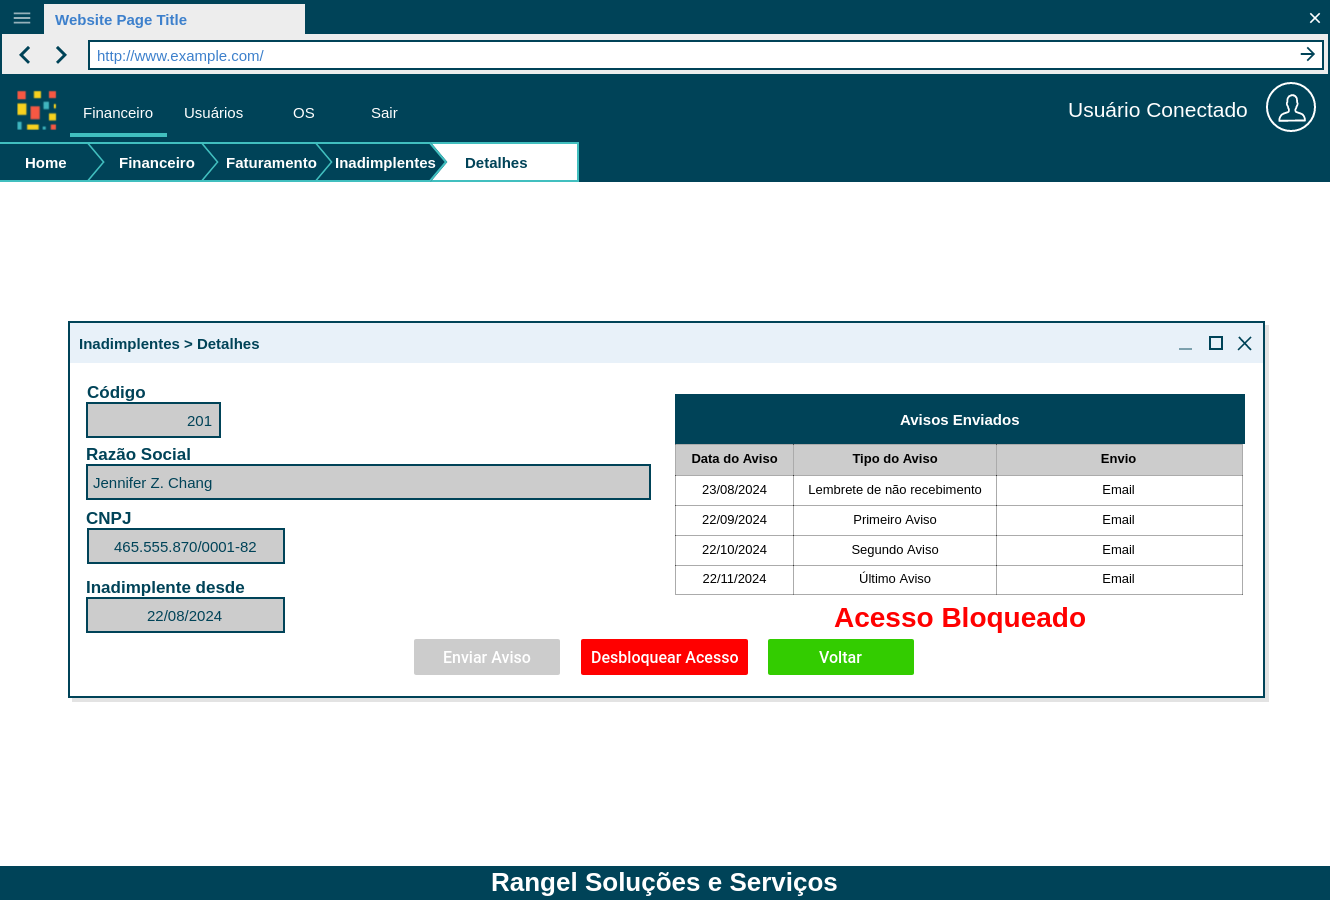 Website Page Title
http://www.example.com/
Financeiro Usuários OS Sair
Usuário Conectado
Home Financeiro Faturamento Inadimplentes Detalhes
Inadimplentes > Detalhes
Código
201
Razão Social
Jennifer Z. Chang
CNPJ
465.555.870/0001-82
Inadimplente desde
22/08/2024
Avisos Enviados
Data do Aviso Tipo do Aviso Envio
23/08/2024 Lembrete de não recebimento Email
22/09/2024 Primeiro Aviso Email
22/10/2024 Segundo Aviso Email
22/11/2024 Último Aviso Email
Acesso Bloqueado
Enviar Aviso Desbloquear Acesso Voltar
Rangel Soluções e Serviços